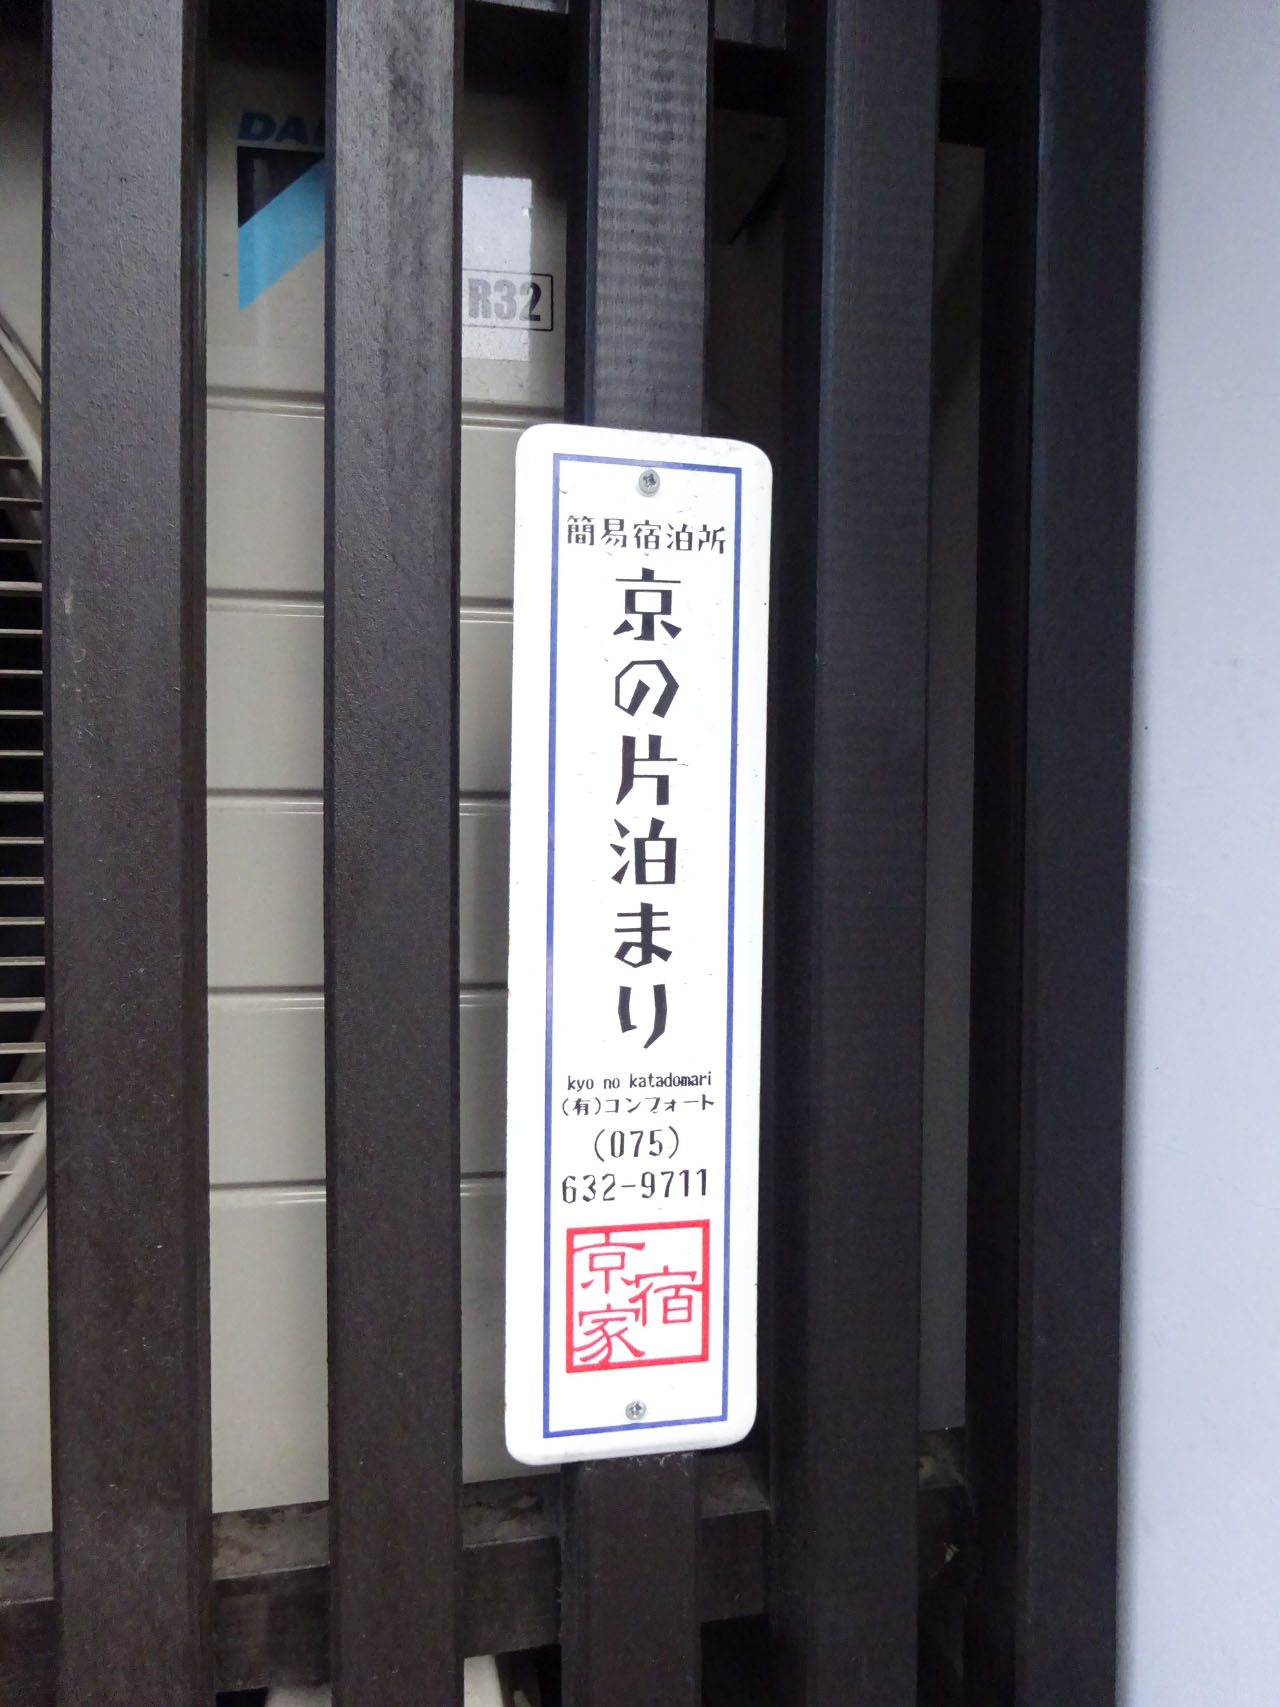 DAI
R32
簡易宿泊所
京の片泊まり
kyo no katadomari
(有)コンフォート
(075)
632-9711
京宿家